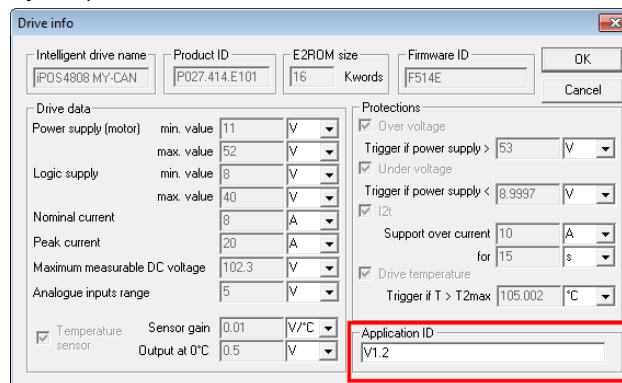 Drive info
Intelligent drive name Product ID E2ROM size Firmware ID OK
iPOS4808 MY-CAN P027.414.E101 16 Kwords F514E
Cancel
Drive data Protections
Power supply (motor) min. value 11 V Over voltage
max. value 52 V Trigger if power supply > 53 V
Logic supply min. value 8 V Under voltage
max. value 40 V Trigger if power supply < 8.9997 V
Nominal current 8 A I2t
Peak current 20 A Support over current 10 A
Maximum measurable DC voltage 102.3 V for 15 s
Analogue inputs range 5 V Drive temperature
Trigger if T > T2max 105.002 °C
Temperature sensor Sensor gain 0.01 V/°C
Output at 0°C 0.5 V
Application ID
V1.2